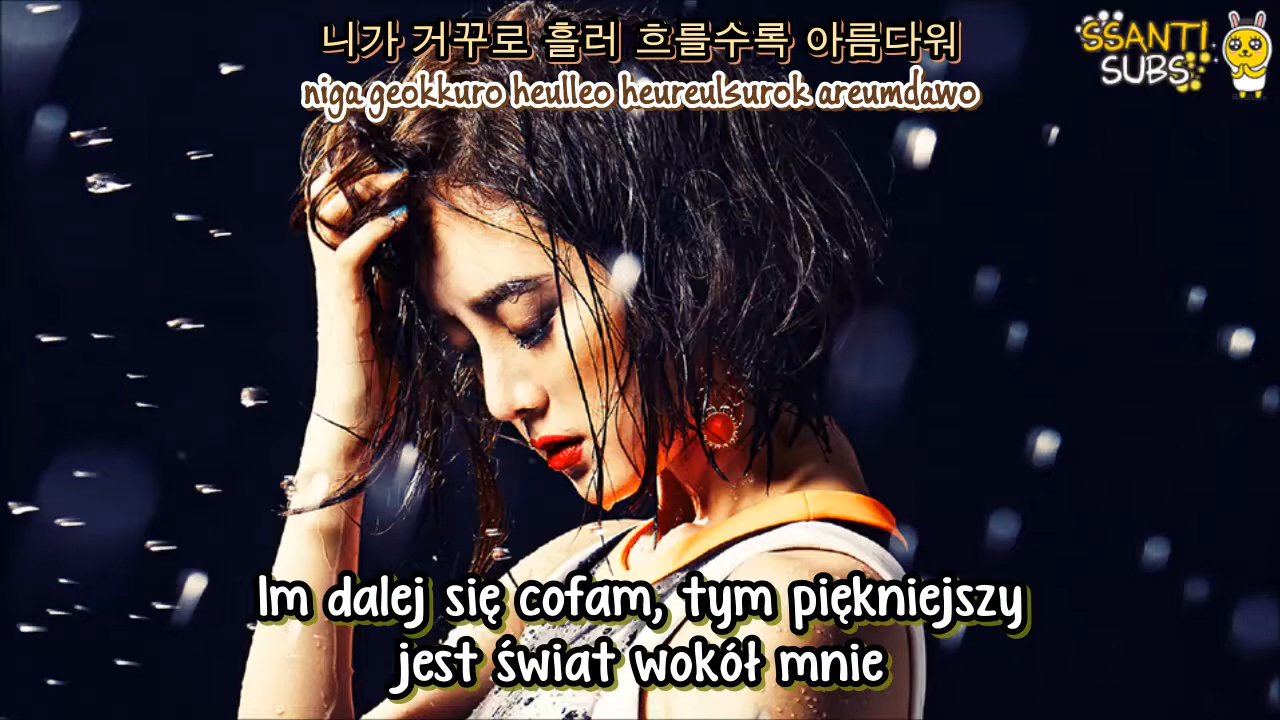 니가 거꾸로 흘러 흐를수록 아름다워
niga geokkuro heulleo heureulsurok areumdawo
SSANTI
SUBS
Im dalej się cofam, tym piękniejszy
jest świat wokół mnie